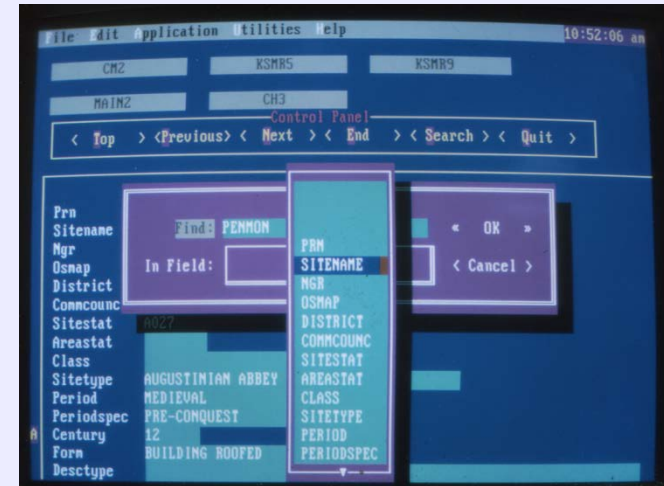 File Edit Application Utilities Help 10:52:06 am
CM2 KSMR5 KSMR9
MAIN2 CH3
Control Panel
< Top > <Previous> < Next > < End > < Search > < Quit >
Prn
Sitename Find: PENMON « OK »
Ngr PRN
Osmap In Field: SITENAME < Cancel >
District NGR
Commcounc OSMAP
Sitestat A027 DISTRICT
Areastat COMMCOUNC
Class SITESTAT
Sitetype AUGUSTINIAN ABBEY AREASTAT
Period MEDIEVAL CLASS
Periodspec PRE-CONQUEST SITETYPE
A Century 12 PERIOD
Form BUILDING ROOFED PERIODSPEC
Desctype